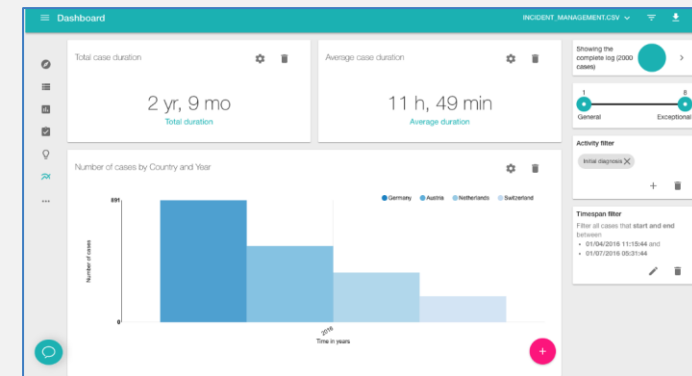 Dashboard
INCIDENT_MANAGEMENT.CSV
Total case duration
2 yr, 9 mo
Total duration
Average case duration
11 h, 49 min
Average duration
Number of cases by Country and Year
Germany Austria Netherlands Switzerland
891
Number of cases
0
2016
Time in years
Showing the
complete log (2000
cases)
1 8
General Exceptional
Activity filter
Initial diagnosis
Timespan filter
Filter all cases that start and end
between
• 01/04/2016 11:15:44 and
• 01/07/2016 05:31:44